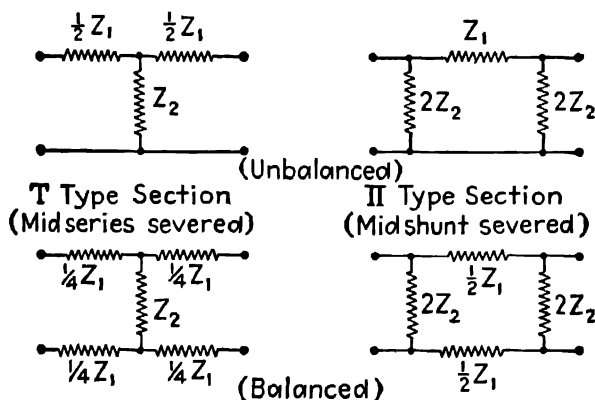 ½Z₁ ½Z₁
Z₂
Z₁
2Z₂ 2Z₂
(Unbalanced)
T Type Section
(Midseries severed)
Π Type Section
(Midshunt severed)
¼Z₁ ¼Z₁
Z₂
¼Z₁ ¼Z₁
½Z₁
2Z₂ 2Z₂
½Z₁
(Balanced)